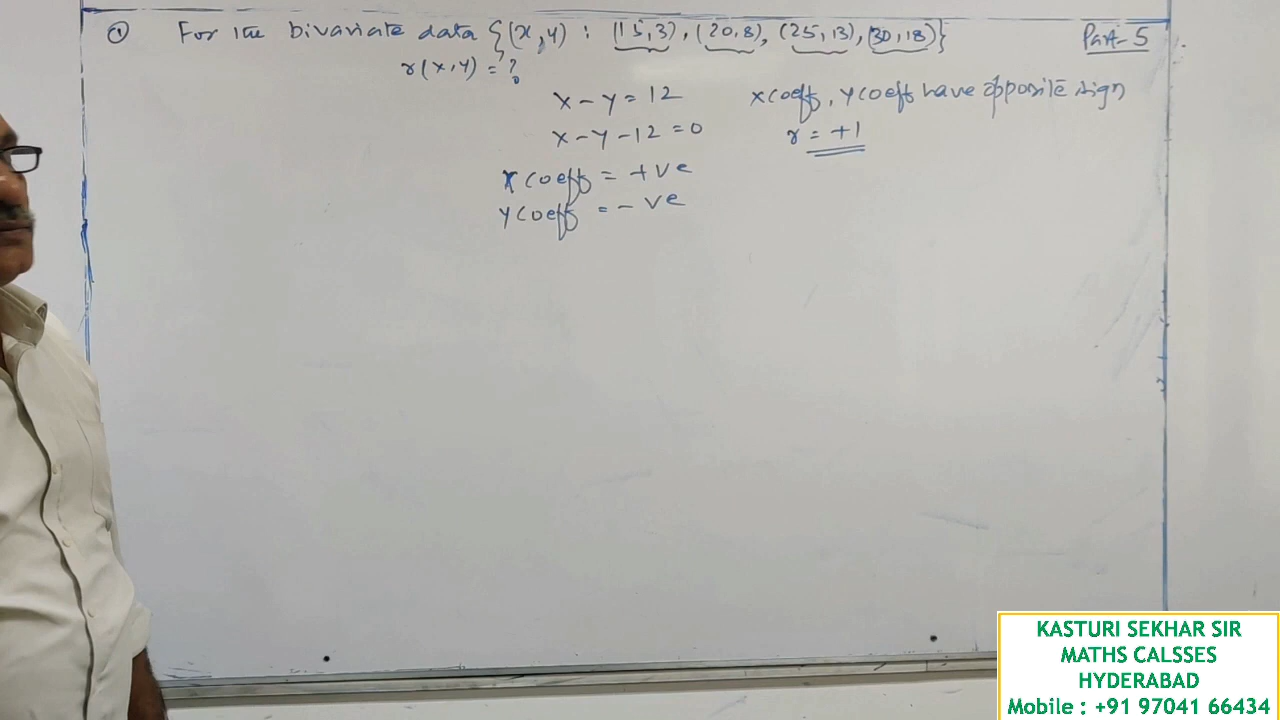 ① For the bivariate data {(x,y) : (15,3), (20,8), (25,13), (30,18)} Part-5
r(x,y) = ?
x-y=12 x coeff, y coeff have opposite sign
x-y-12=0 r = +1
x coeff = +ve
y coeff = -ve
KASTURI SEKHAR SIR
MATHS CALSSES
HYDERABAD
Mobile : +91 97041 66434